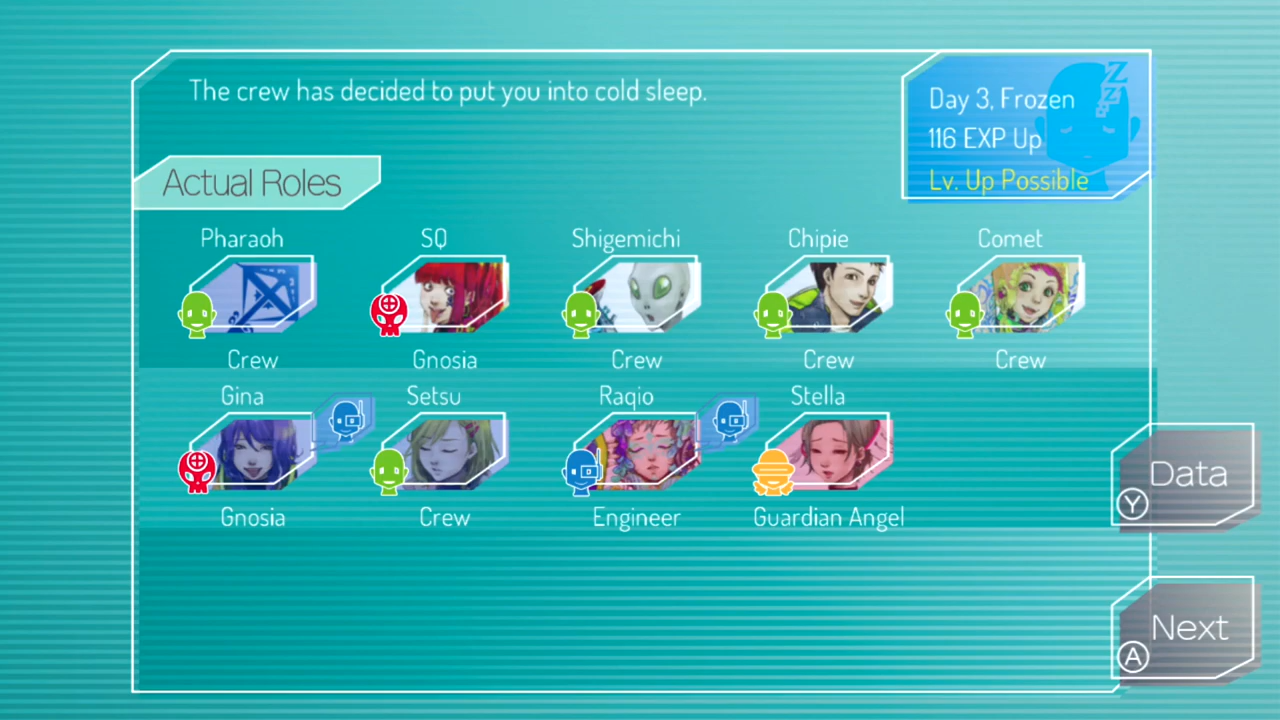 The crew has decided to put you into cold sleep.
Day 3, Frozen
116 EXP Up
Lv. Up Possible
Z
Z
Actual Roles
Pharaoh
SQ
Shigemichi
Chipie
Comet
Crew
Gnosia
Crew
Crew
Crew
Gina
Setsu
Raqio
Stella
Gnosia
Crew
Engineer
Guardian Angel
Data
Y
Next
A